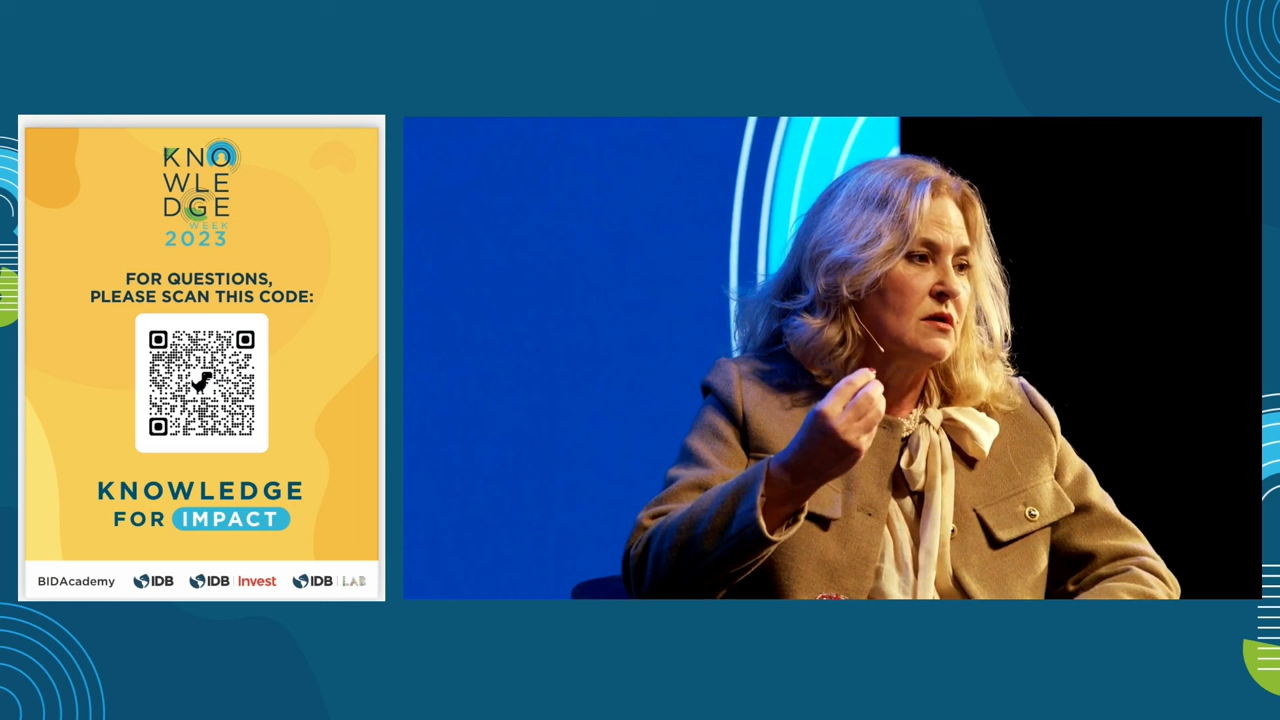 KNO
WLE
DGE
WEEK
2023
FOR QUESTIONS,
PLEASE SCAN THIS CODE:
KNOWLEDGE
FOR IMPACT
BIDAcademy IDB IDB Invest IDB LAB